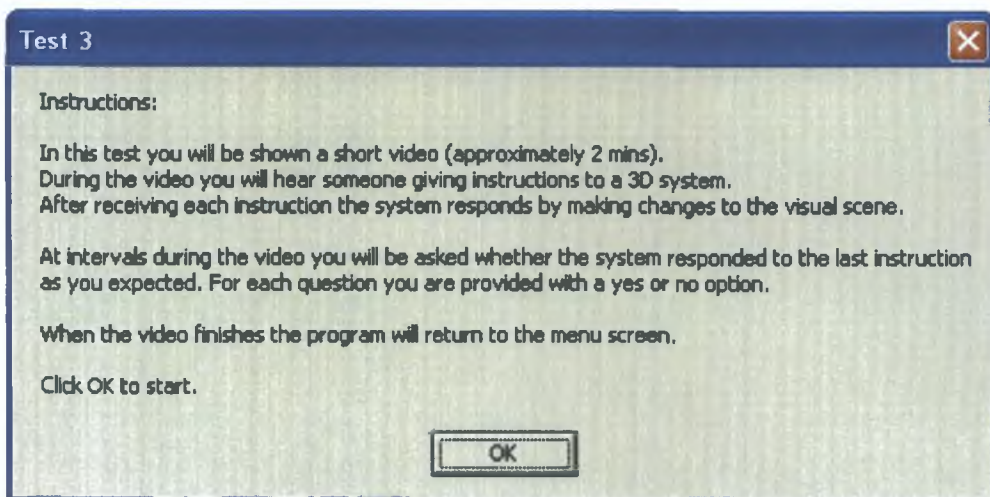 Test 3
Instructions:
In this test you will be shown a short video (approximately 2 mins).
During the video you will hear someone giving instructions to a 3D system.
After receiving each instruction the system responds by making changes to the visual scene.
At intervals during the video you will be asked whether the system responded to the last instruction
as you expected. For each question you are provided with a yes or no option.
When the video finishes the program will return to the menu screen.
Click OK to start.
OK